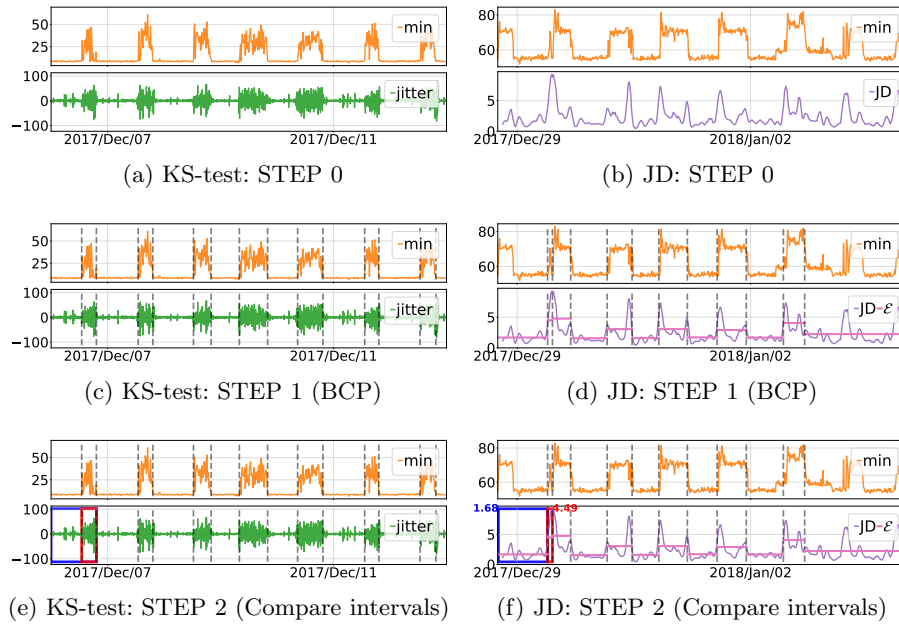 50
25
min
100
0
−100
jitter
2017/Dec/07
2017/Dec/11
(a) KS-test: STEP 0
80
60
min
5
0
JD
2017/Dec/29
2018/Jan/02
(b) JD: STEP 0
50
25
min
100
0
−100
jitter
2017/Dec/07
2017/Dec/11
(c) KS-test: STEP 1 (BCP)
80
60
min
5
0
JD ℰ
2017/Dec/29
2018/Jan/02
(d) JD: STEP 1 (BCP)
50
25
min
100
0
−100
jitter
2017/Dec/07
2017/Dec/11
(e) KS-test: STEP 2 (Compare intervals)
80
60
min
1.68
4.49
5
0
JD ℰ
2017/Dec/29
2018/Jan/02
(f) JD: STEP 2 (Compare intervals)